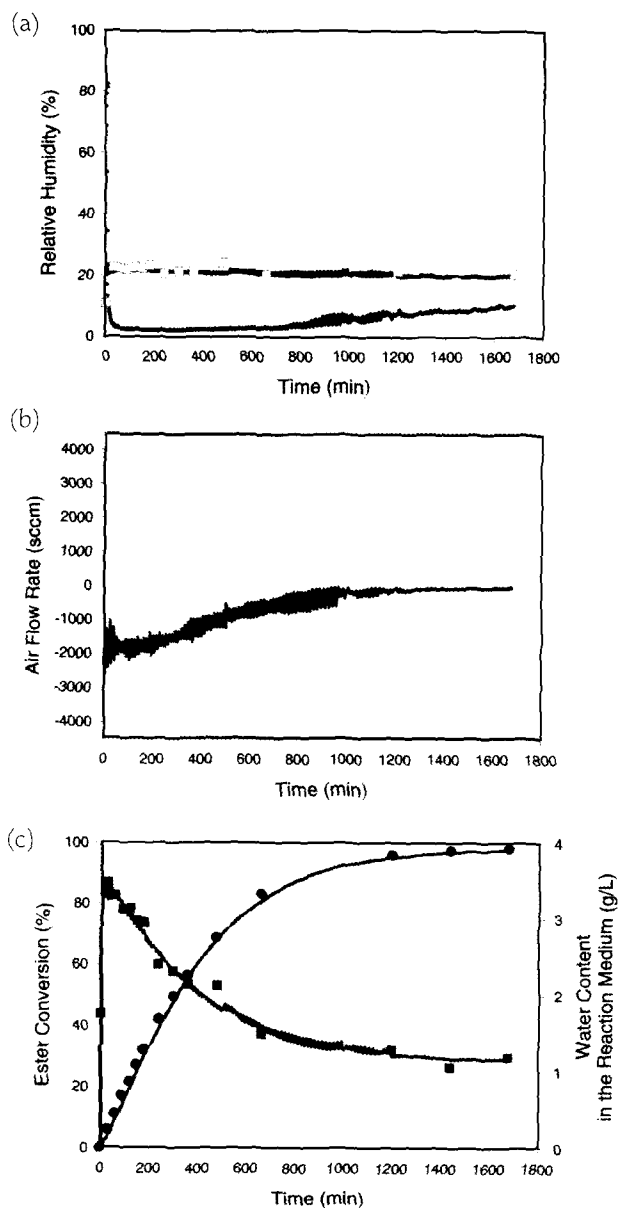 (a)
Relative Humidity (%)
100
80
60
40
20
0
0 200 400 600 800 1000 1200 1400 1600 1800
Time (min)
(b)
Air Flow Rate (sccm)
4000
3000
2000
1000
0
-1000
-2000
-3000
-4000
0 200 400 600 800 1000 1200 1400 1600 1800
Time (min)
(c)
Ester Conversion (%)
100
80
60
40
20
0
4
3
2
1
0
Water Content
in the Reaction Medium (g/L)
0 200 400 600 800 1000 1200 1400 1600 1800
Time (min)